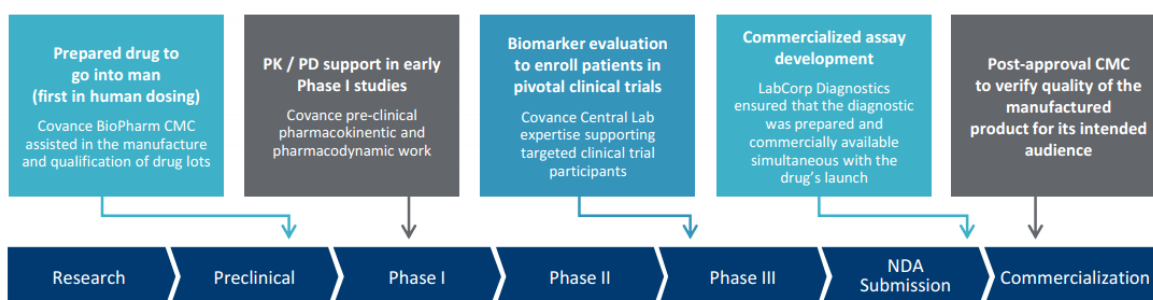 Prepared drug to
go into man
(first in human dosing)
Covance BioPharm CMC
assisted in the manufacture
and qualification of drug lots
PK / PD support in early
Phase I studies
Covance pre-clinical
pharmacokinentic and
pharmacodynamic work
Biomarker evaluation
to enroll patients in
pivotal clinical trials
Covance Central Lab
expertise supporting
targeted clinical trial
participants
Commercialized assay
development
LabCorp Diagnostics
ensured that the diagnostic
was prepared and
commercially available
simultaneous with the
drug’s launch
Post-approval CMC
to verify quality of the
manufactured
product for its intended
audience
Research
Preclinical
Phase I
Phase II
Phase III
NDA
Submission
Commercialization